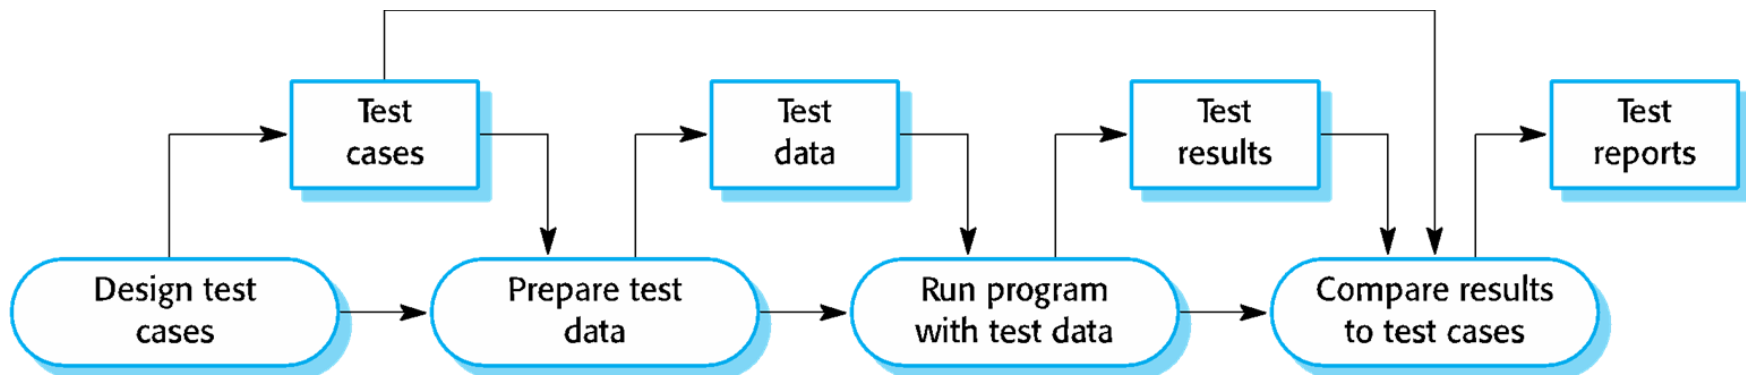 Test
cases
Test
data
Test
results
Test
reports
Design test
cases
Prepare test
data
Run program
with test data
Compare results
to test cases